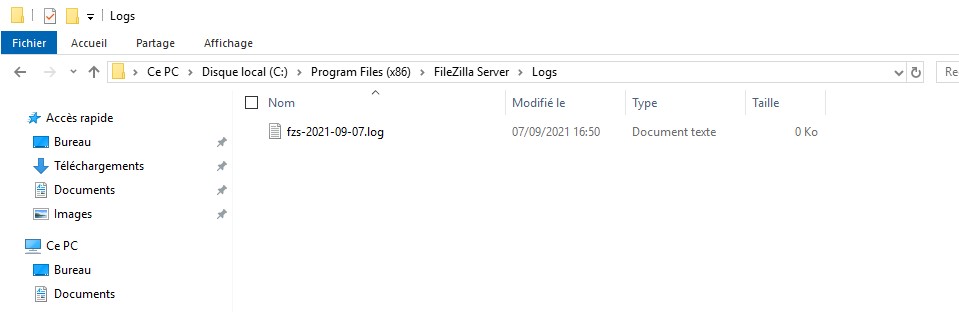 Logs
Fichier Accueil Partage Affichage
Ce PC Disque local (C:) Program Files (x86) FileZilla Server Logs Re
Nom Modifié le Type Taille
Accès rapide
fzs-2021-09-07.log 07/09/2021 16:50 Document texte 0 Ko
Bureau
Téléchargements
Documents
Images
Ce PC
Bureau
Documents